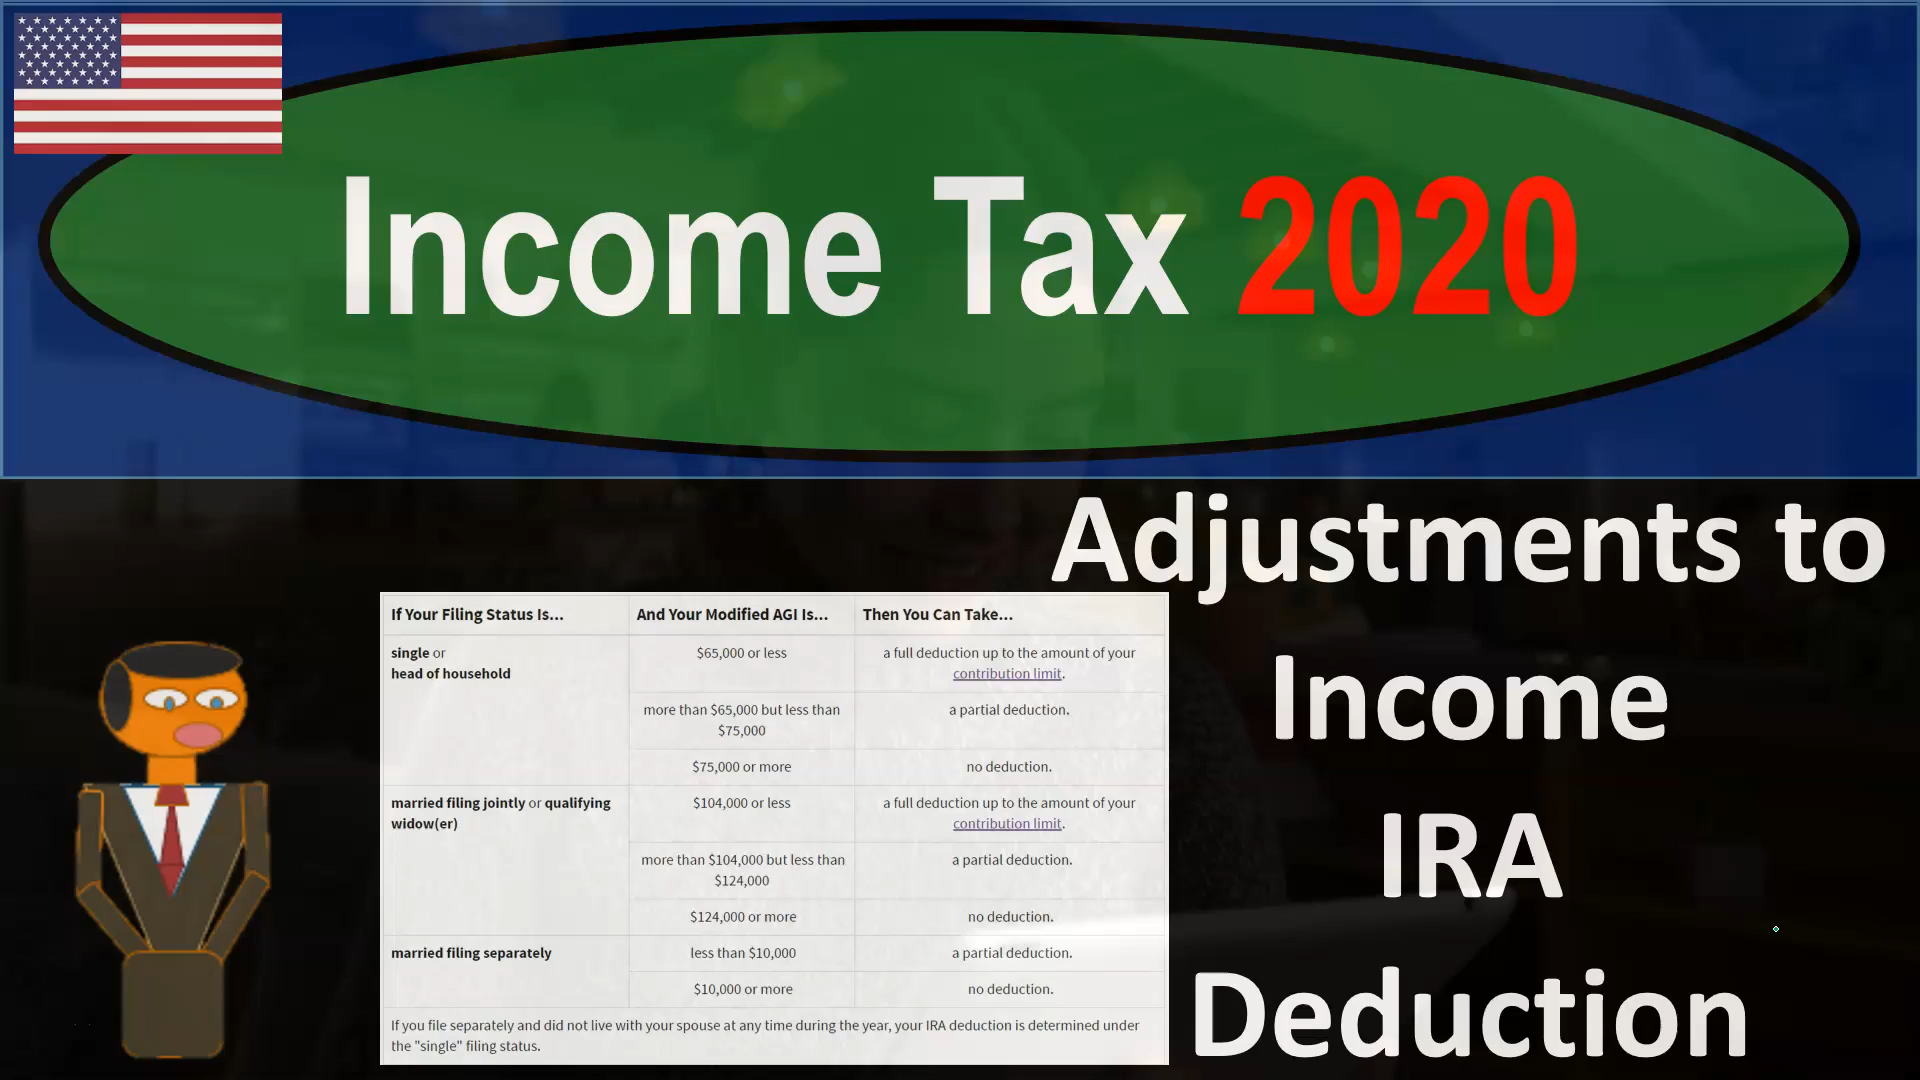 Income Tax 2020
Adjustments to
Income
IRA
Deduction
If Your Filing Status Is... And Your Modified AGI Is... Then You Can Take...
single or $65,000 or less a full deduction up to the amount of your
head of household contribution limit.
more than $65,000 but less than a partial deduction.
$75,000
$75,000 or more no deduction.
married filing jointly or qualifying $104,000 or less a full deduction up to the amount of your
widow(er) contribution limit.
more than $104,000 but less than a partial deduction.
$124,000
$124,000 or more no deduction.
married filing separately less than $10,000 a partial deduction.
$10,000 or more no deduction.
If you file separately and did not live with your spouse at any time during the year, your IRA deduction is determined under
the "single" filing status.